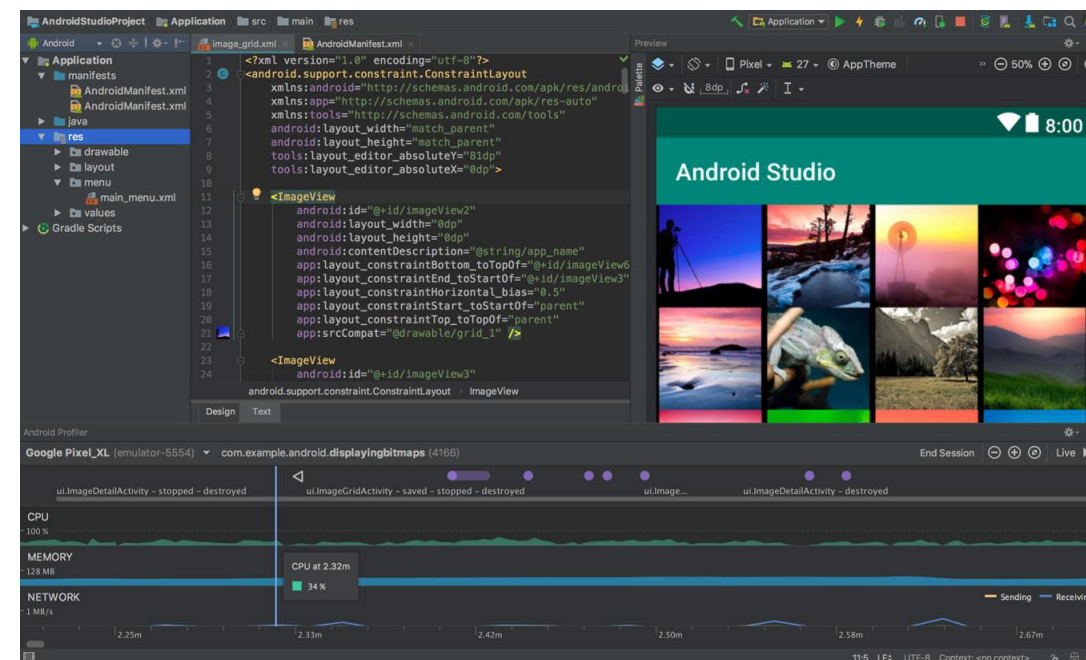 AndroidStudioProject Application src main res
Application
Android
image_grid.xml AndroidManifest.xml
Application
manifests
AndroidManifest.xml
AndroidManifest.xml
java
res
drawable
layout
menu
main_menu.xml
values
Gradle Scripts
1 <?xml version="1.0" encoding="utf-8"?>
2 <android.support.constraint.ConstraintLayout
3 xmlns:android="http://schemas.android.com/apk/res/androi
4 xmlns:app="http://schemas.android.com/apk/res-auto"
5 xmlns:tools="http://schemas.android.com/tools"
6 android:layout_width="match_parent"
7 android:layout_height="match_parent"
8 tools:layout_editor_absoluteY="81dp"
9 tools:layout_editor_absoluteX="0dp">
10
11 <ImageView
12 android:id="@+id/imageView2"
13 android:layout_width="0dp"
14 android:layout_height="0dp"
15 android:contentDescription="@string/app_name"
16 app:layout_constraintBottom_toTopOf="@+id/imageView6
17 app:layout_constraintEnd_toStartOf="@+id/imageView3"
18 app:layout_constraintHorizontal_bias="0.5"
19 app:layout_constraintStart_toStartOf="parent"
20 app:layout_constraintTop_toTopOf="parent"
21 app:srcCompat="@drawable/grid_1" />
22
23 <ImageView
24 android:id="@+id/imageView3"
android.support.constraint.ConstraintLayout › ImageView
Design Text
Preview
Palette
Pixel 27 AppTheme 50%
8dp
8:00
Android Studio
Android Profiler
Google Pixel_XL (emulator-5554) com.example.android.displayingbitmaps (4166) End Session Live
ui.ImageDetailActivity - stopped - destroyed ui.ImageGridActivity - saved - stopped - destroyed ui.Image... ui.ImageDetailActivity - destroyed
CPU
100 %
MEMORY
128 MB
CPU at 2.32m
34 %
NETWORK
1 MB/s
Sending Receivin
2.25m 2.33m 2.42m 2.50m 2.58m 2.67m
11:5 LF: UTF-8 Context: <no context>